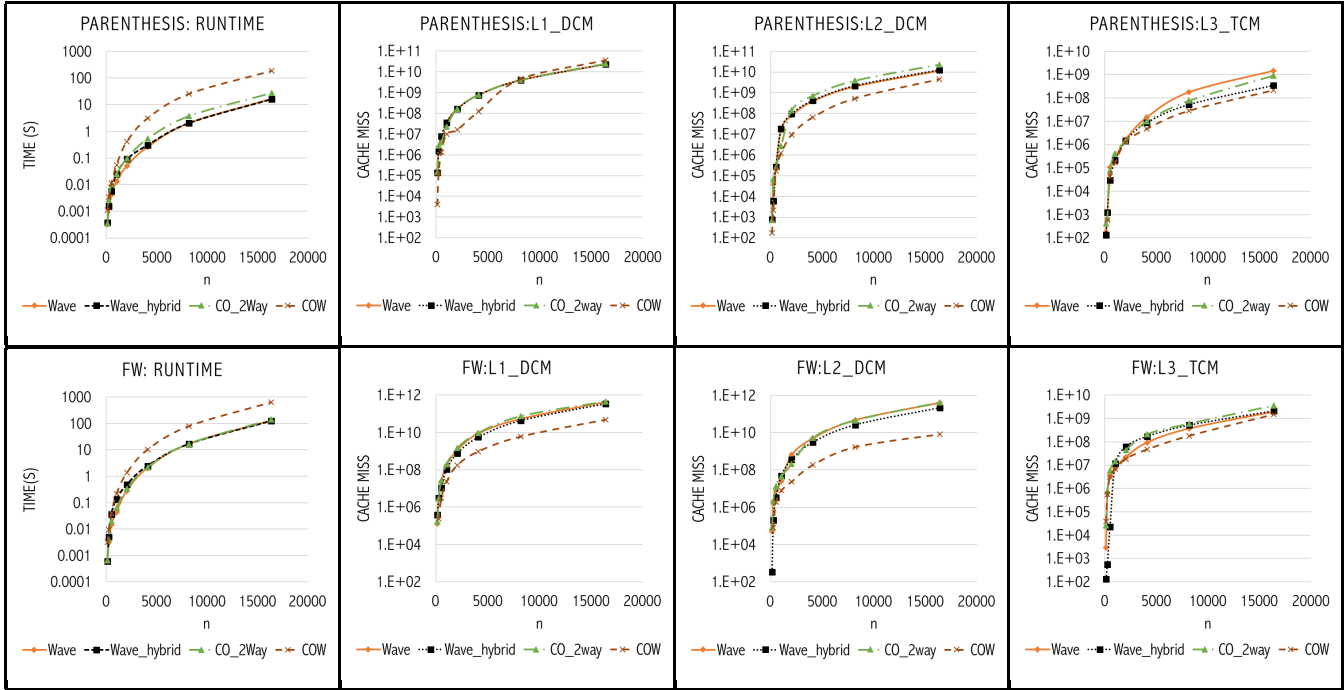 PARENTHESIS: RUNTIME
1000
100
10
1
0.1
0.01
0.001
0.0001
TIME (S)
0 5000 10000 15000 20000
n
Wave Wave_hybrid CO_2Way COW
PARENTHESIS:L1_DCM
1.E+11
1.E+10
1.E+09
1.E+08
1.E+07
1.E+06
1.E+05
1.E+04
1.E+03
1.E+02
CACHE MISS
0 5000 10000 15000 20000
n
Wave Wave_hybrid CO_2way COW
PARENTHESIS:L2_DCM
1.E+11
1.E+10
1.E+09
1.E+08
1.E+07
1.E+06
1.E+05
1.E+04
1.E+03
1.E+02
CACHE MISS
0 5000 10000 15000 20000
n
Wave Wave_hybrid CO_2way COW
PARENTHESIS:L3_TCM
1.E+10
1.E+09
1.E+08
1.E+07
1.E+06
1.E+05
1.E+04
1.E+03
1.E+02
CACHE MISS
0 5000 10000 15000 20000
n
Wave Wave_hybrid CO_2way COW
FW: RUNTIME
1000
100
10
1
0.1
0.01
0.001
0.0001
TIME(S)
0 5000 10000 15000 20000
n
Wave Wave_hybrid CO_2Way COW
FW:L1_DCM
1.E+12
1.E+10
1.E+08
1.E+06
1.E+04
1.E+02
CACHE MISS
0 5000 10000 15000 20000
n
Wave Wave_hybrid CO_2way COW
FW:L2_DCM
1.E+12
1.E+10
1.E+08
1.E+06
1.E+04
1.E+02
CACHE MISS
0 5000 10000 15000 20000
n
Wave Wave_hybrid CO_2way COW
FW:L3_TCM
1.E+10
1.E+09
1.E+08
1.E+07
1.E+06
1.E+05
1.E+04
1.E+03
1.E+02
CACHE MISS
0 5000 10000 15000 20000
n
Wave Wave_hybrid CO_2way COW